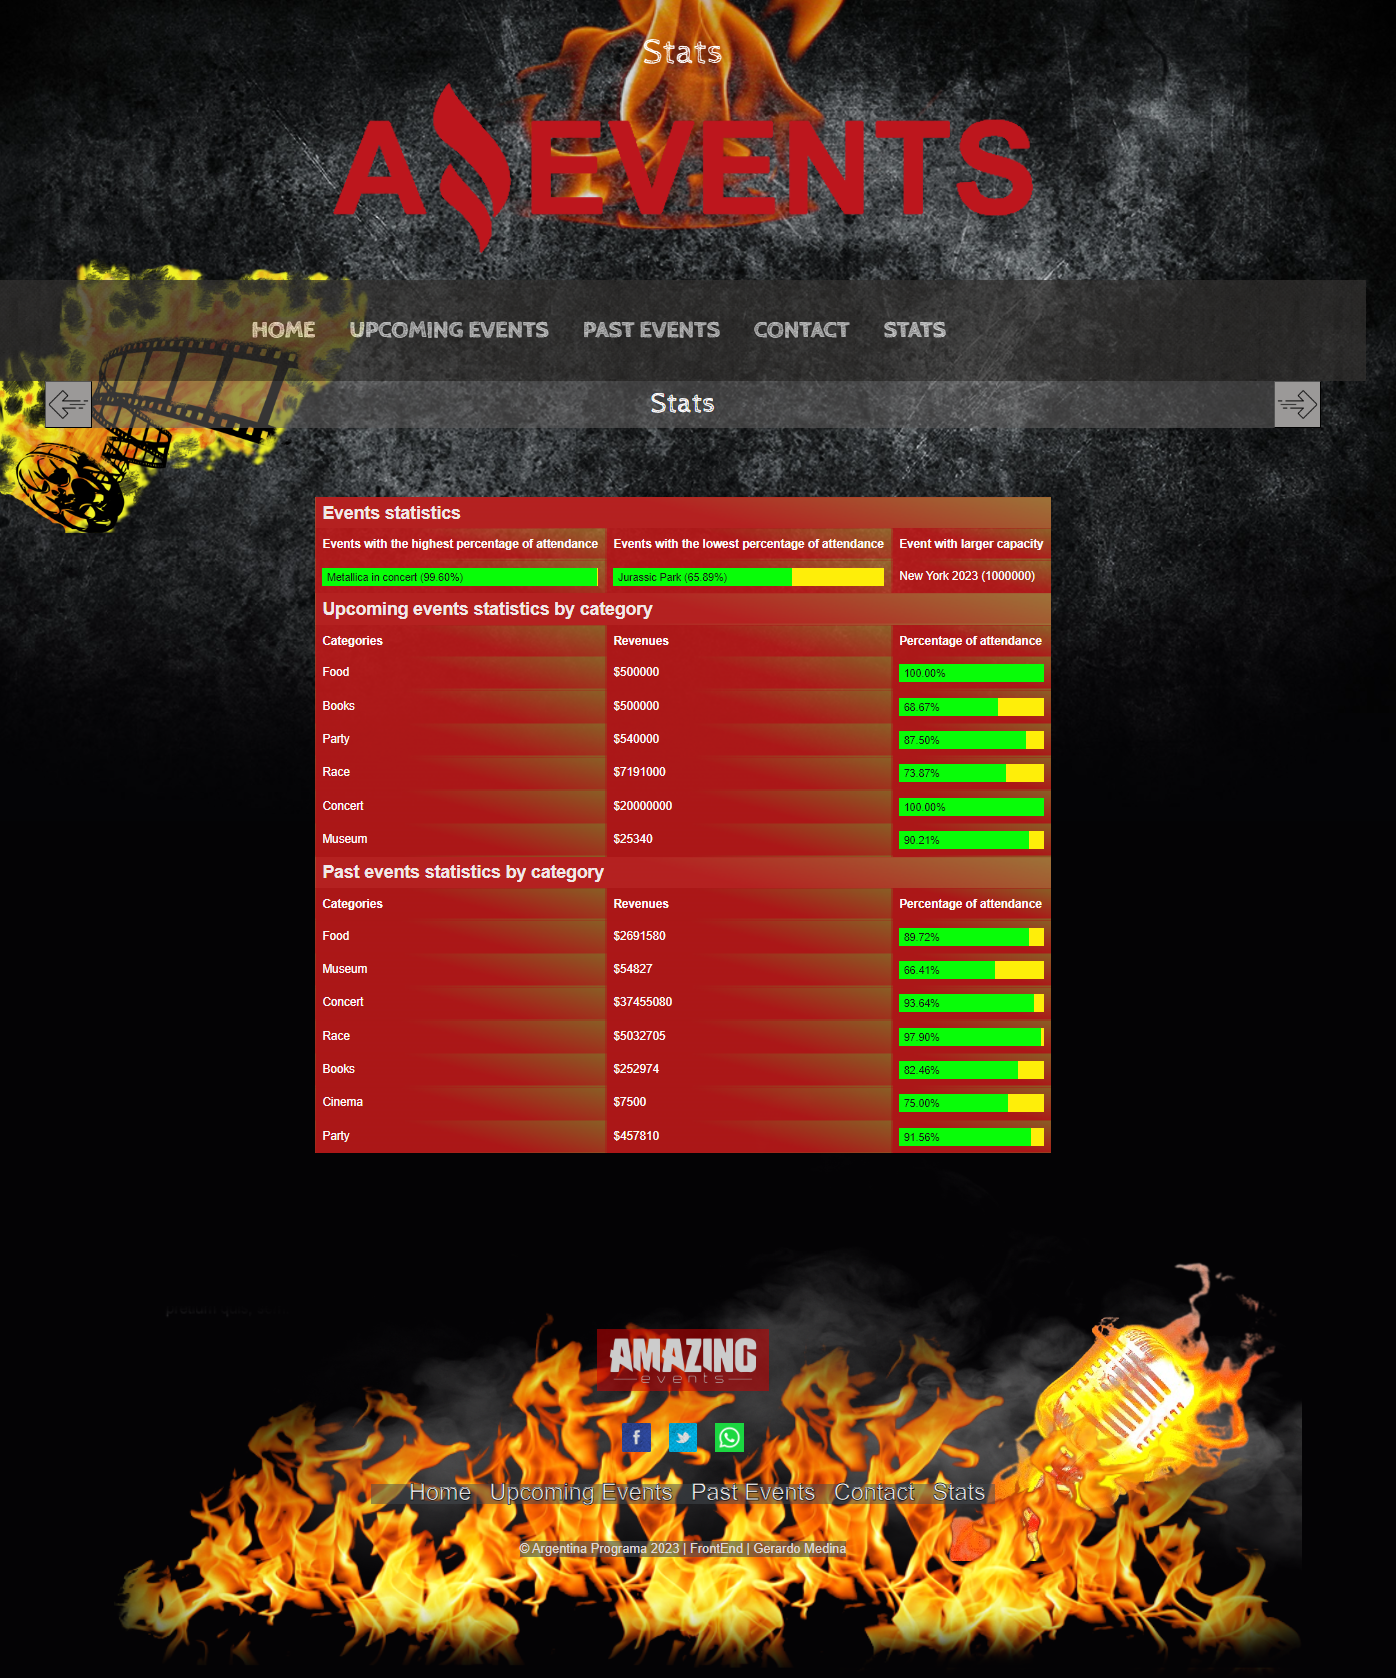 Stats
A EVENTS
HOME UPCOMING EVENTS PAST EVENTS CONTACT STATS
Stats
Events statistics
Events with the highest percentage of attendance Events with the lowest percentage of attendance Event with larger capacity
Metallica in concert (99.60%) Jurassic Park (65.89%) New York 2023 (1000000)
Upcoming events statistics by category
Categories Revenues Percentage of attendance
Food $500000 100.00%
Books $500000 68.67%
Party $540000 87.50%
Race $7191000 73.87%
Concert $20000000 100.00%
Museum $25340 90.21%
Past events statistics by category
Categories Revenues Percentage of attendance
Food $2691580 89.72%
Museum $54827 66.41%
Concert $37455080 93.64%
Race $5032705 97.90%
Books $252974 82.46%
Cinema $7500 75.00%
Party $457810 91.56%
AMAZING
events
Home Upcoming Events Past Events Contact Stats
© Argentina Programa 2023 | FrontEnd | Gerardo Medina